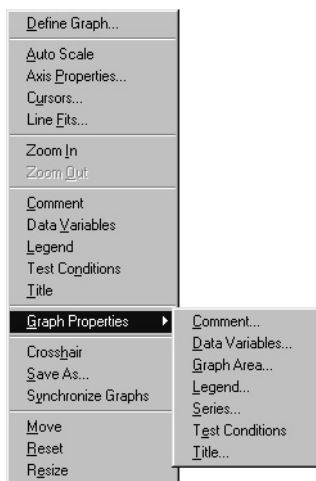 Define Graph...
Auto Scale
Axis Properties...
Cursors...
Line Fits...
Zoom In
Zoom Out
Comment
Data Variables
Legend
Test Conditions
Title
Graph Properties
Crosshair
Save As...
Synchronize Graphs
Move
Reset
Resize
Comment...
Data Variables...
Graph Area...
Legend...
Series...
Test Conditions
Title...